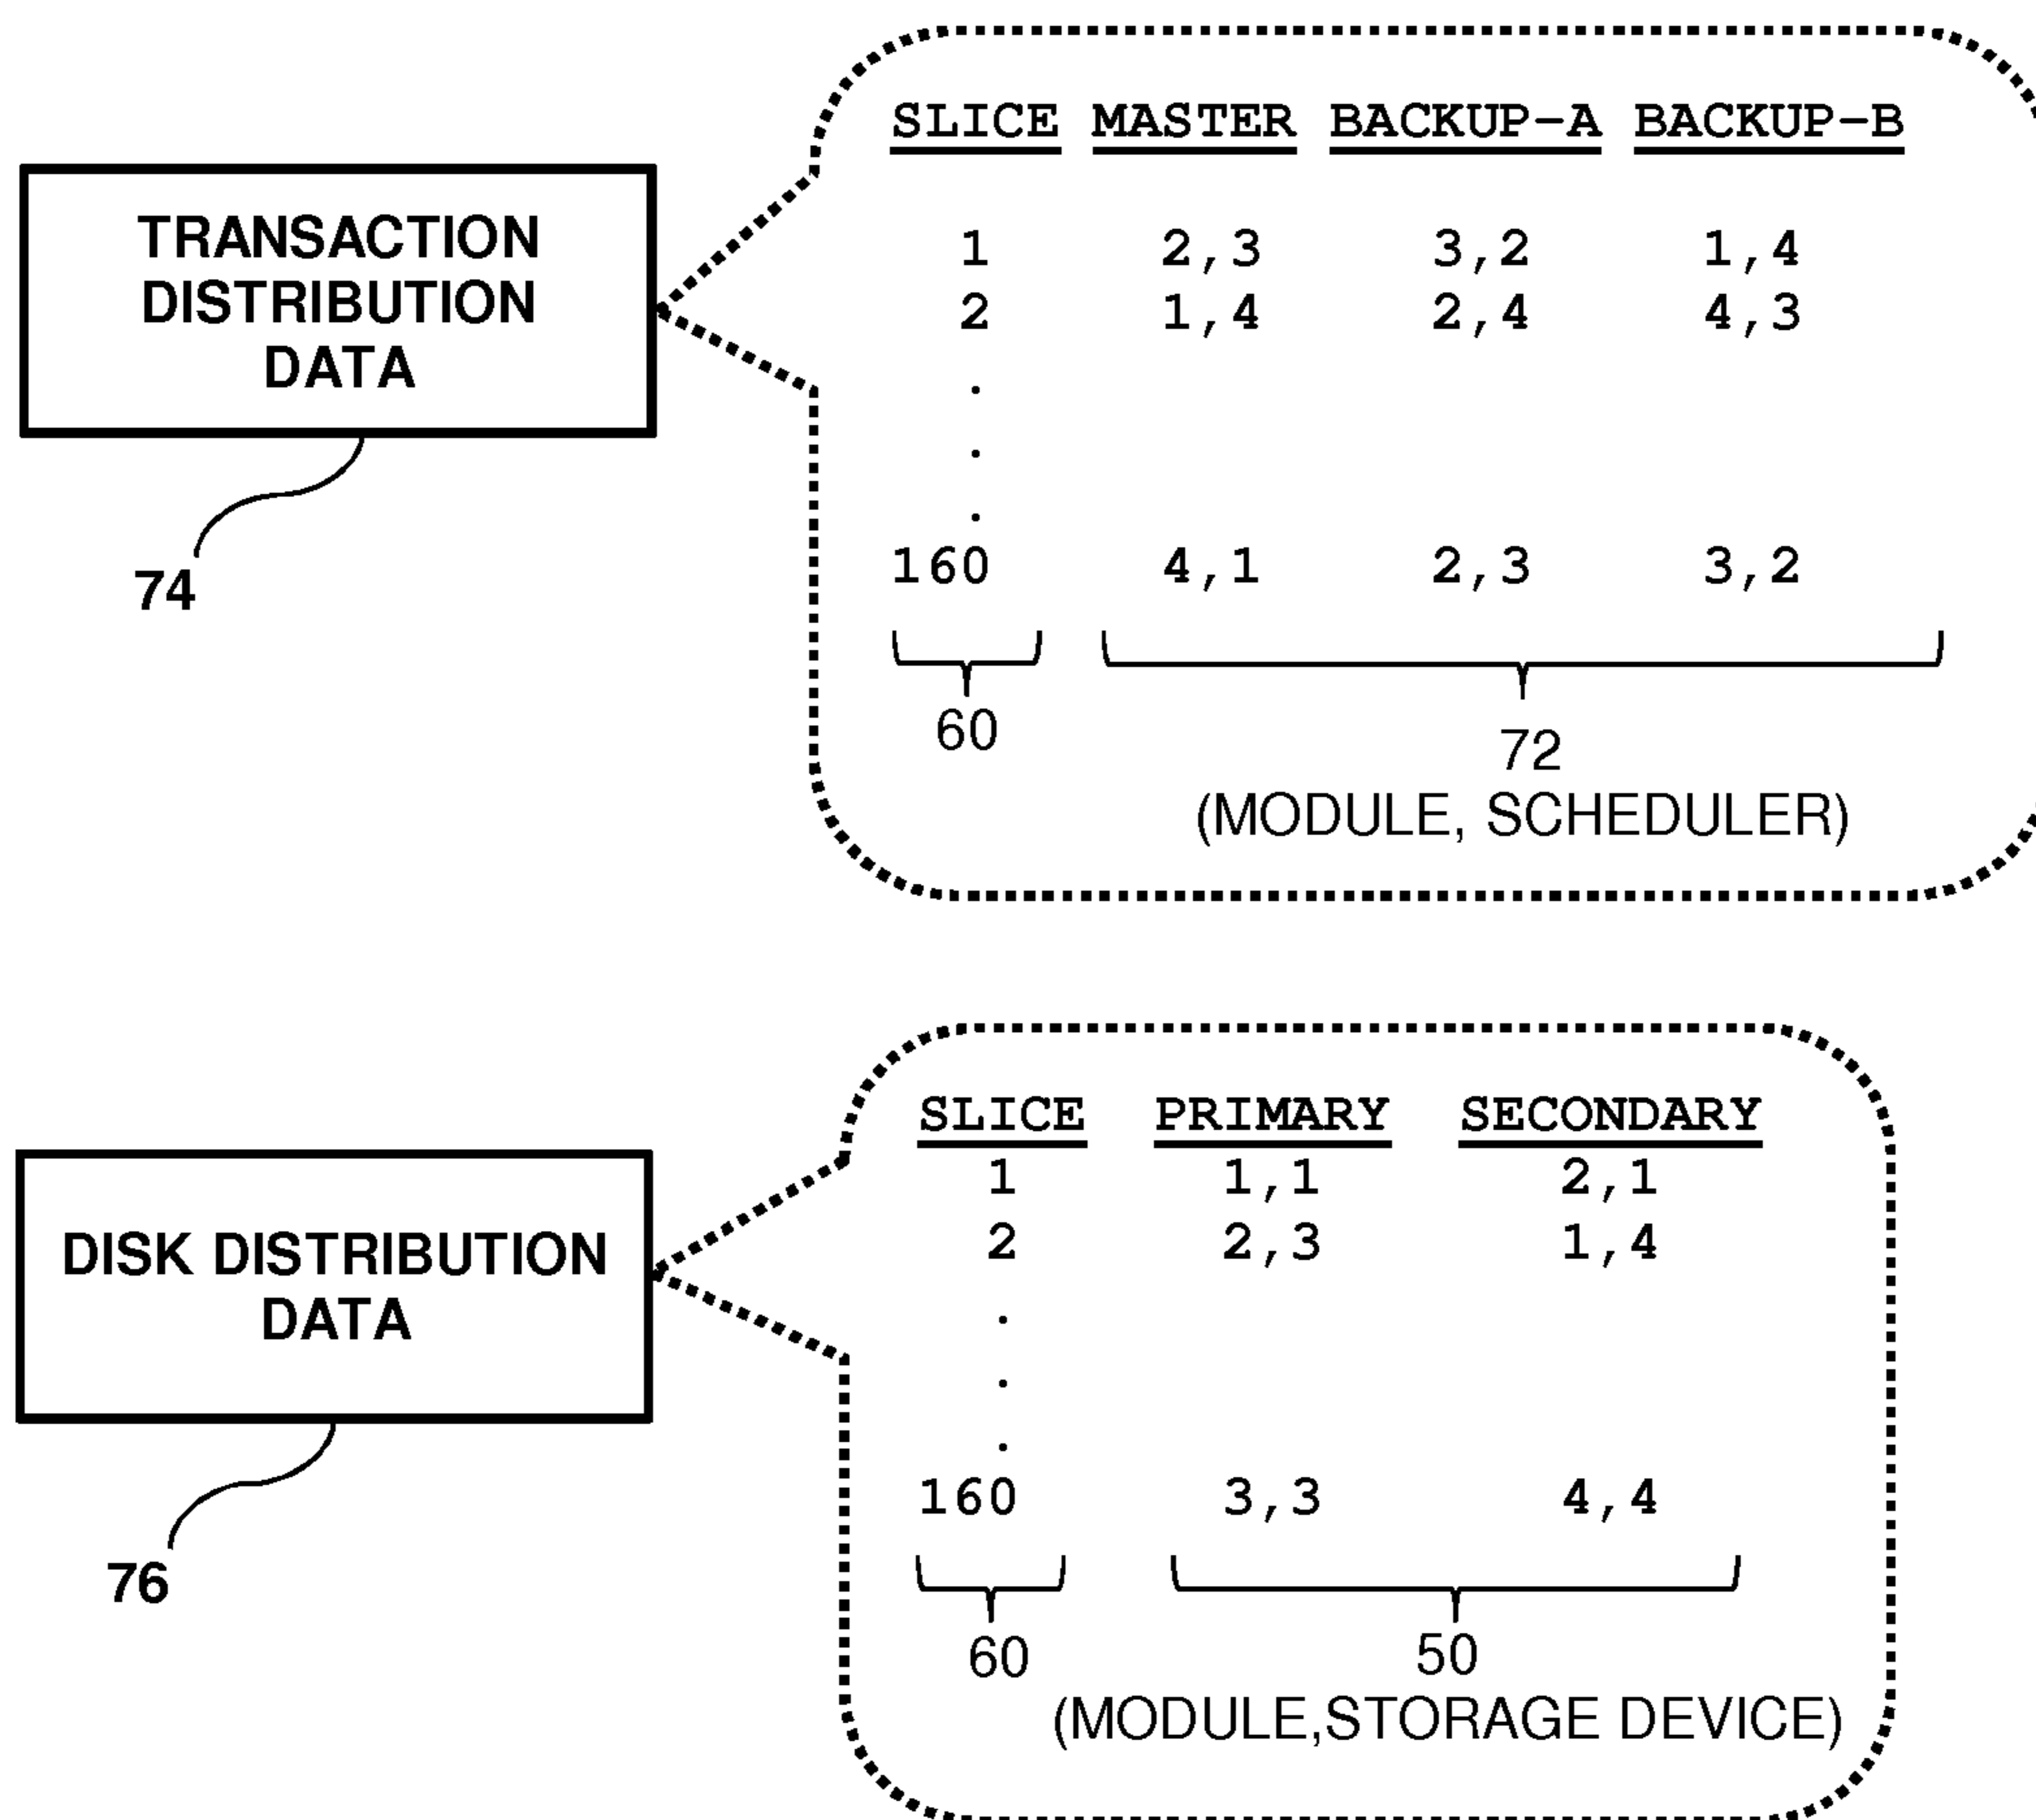 TRANSACTION
DISTRIBUTION
DATA
74
SLICE MASTER BACKUP-A BACKUP-B
1 2,3 3,2 1,4
2 1,4 2,4 4,3
.
.
.
160 4,1 2,3 3,2
60
72
(MODULE, SCHEDULER)
DISK DISTRIBUTION
DATA
76
SLICE PRIMARY SECONDARY
1 1,1 2,1
2 2,3 1,4
.
.
.
160 3,3 4,4
60
50
(MODULE,STORAGE DEVICE)